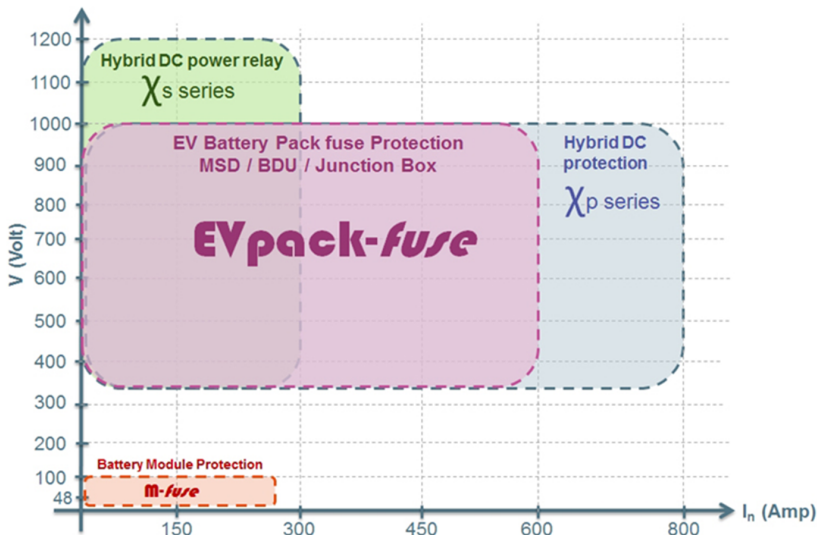 1200
1100
1000
900
800
700
600
500
400
300
200
100
48
V (Volt)
Hybrid DC power relay
χs series
EV Battery Pack fuse Protection
MSD / BDU / Junction Box
EVpack-fuse
Hybrid DC
protection
χp series
Battery Module Protection
M-fuse
150
300
450
600
800
In (Amp)